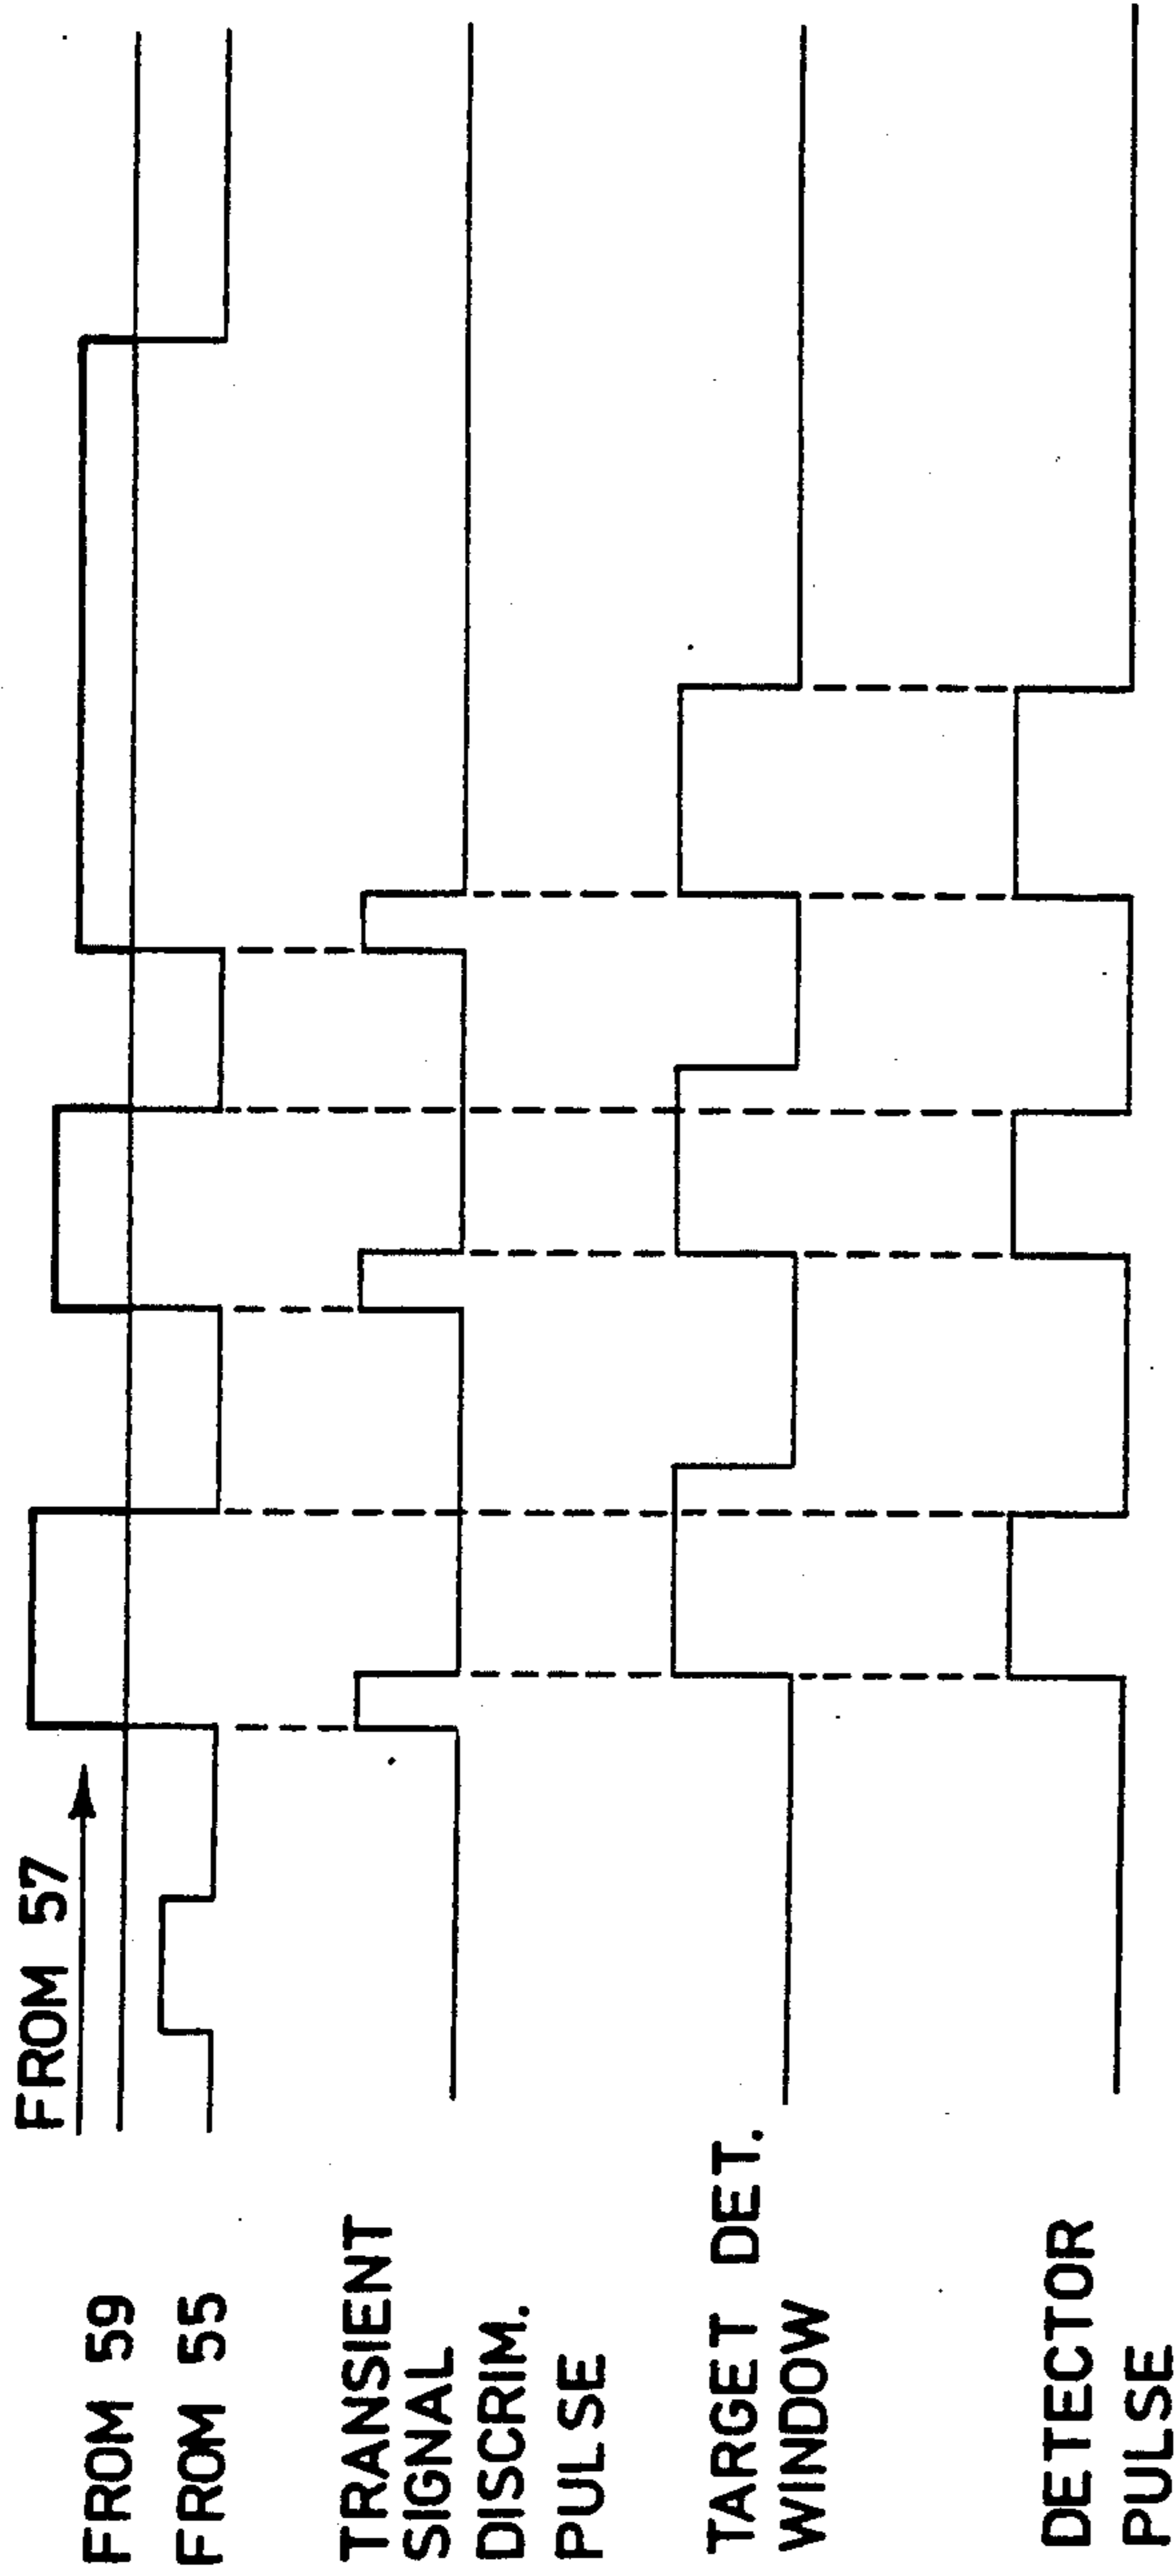 FROM 57
FROM 59
FROM 55
TRANSIENT
SIGNAL
DISCRIM.
PULSE
TARGET DET.
WINDOW
DETECTOR
PULSE